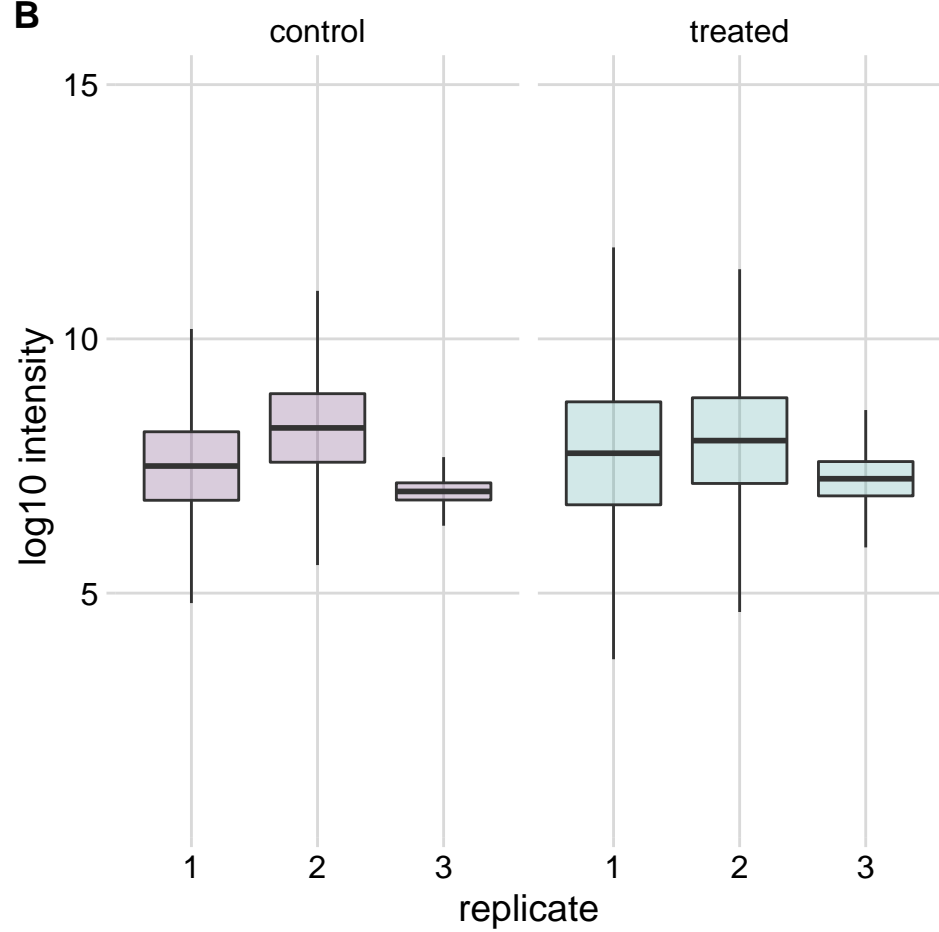 B
control treated
15
10
5
log10 intensity
1 2 3 1 2 3
replicate